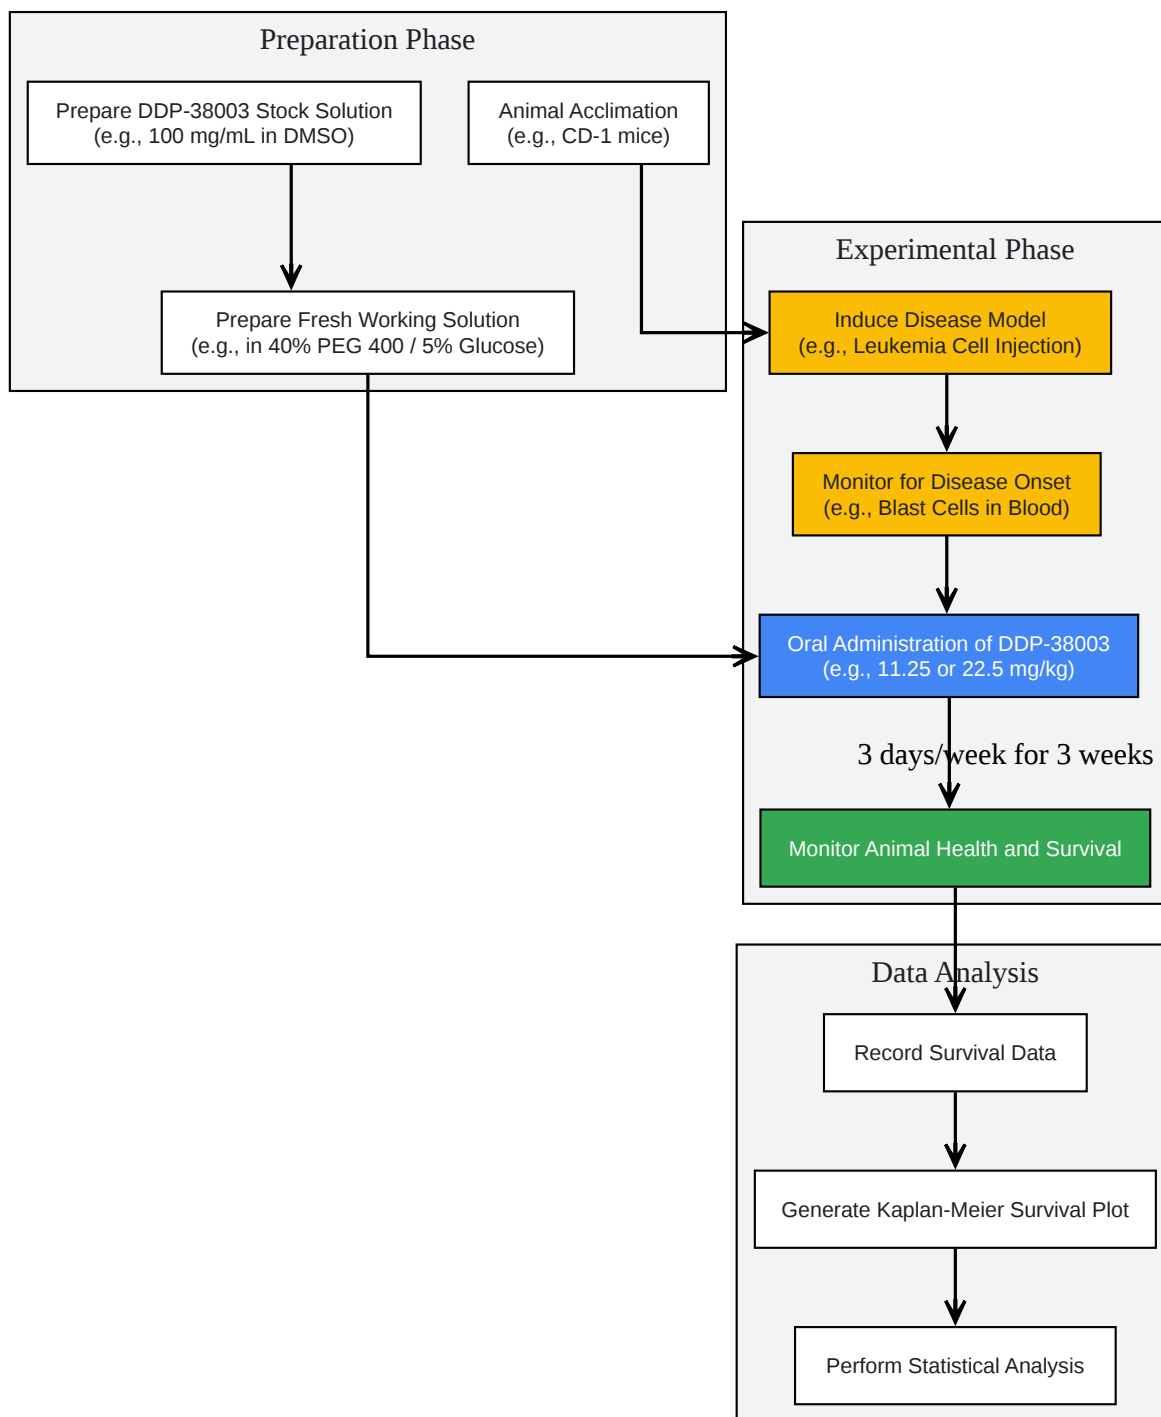 Preparation Phase
Prepare DDP-38003 Stock Solution
(e.g., 100 mg/mL in DMSO)
Animal Acclimation
(e.g., CD-1 mice)
Prepare Fresh Working Solution
(e.g., in 40% PEG 400 / 5% Glucose)
Experimental Phase
Induce Disease Model
(e.g., Leukemia Cell Injection)
Monitor for Disease Onset
(e.g., Blast Cells in Blood)
Oral Administration of DDP-38003
(e.g., 11.25 or 22.5 mg/kg)
3 days/week for 3 weeks
Monitor Animal Health and Survival
Data Analysis
Record Survival Data
Generate Kaplan-Meier Survival Plot
Perform Statistical Analysis